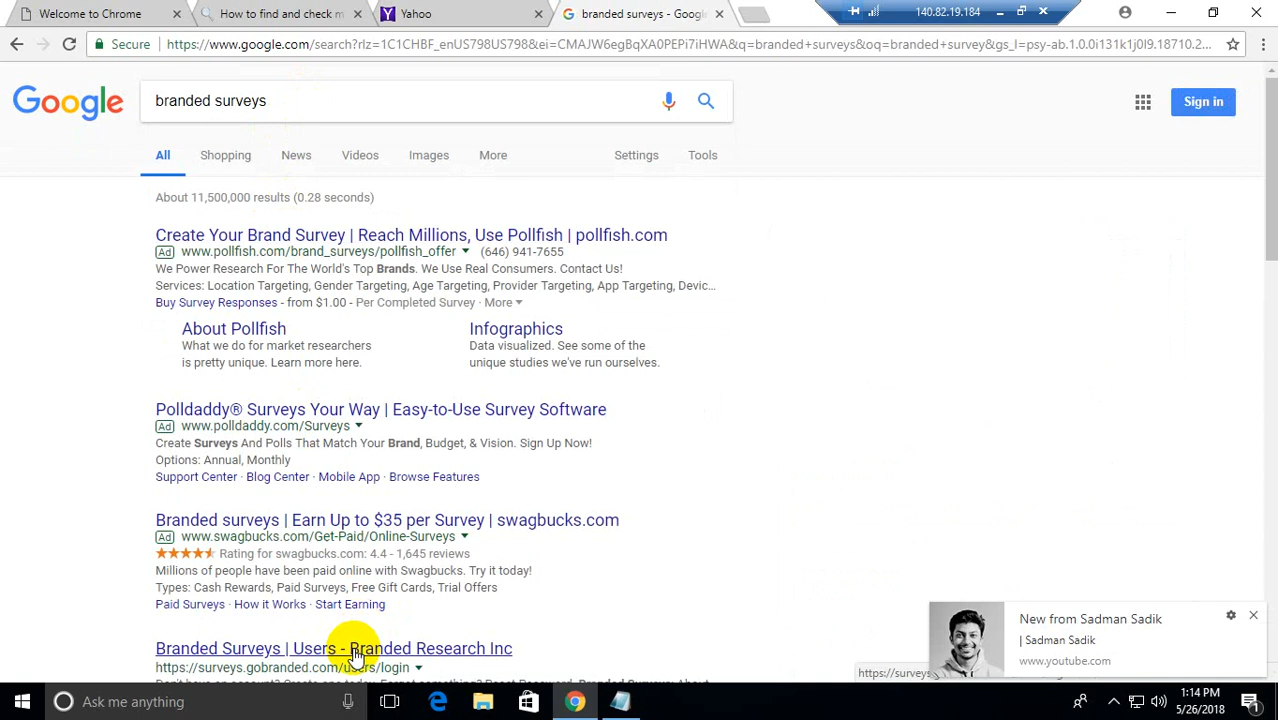 Welcome to Chrome
How to find and check m
Yahoo
branded surveys - Googl
140.82.19.184
Secure
https://www.google.com/search?rlz=1C1CHBF_enUS798US798&ei=CMAJW6egBqXA0PEPi7iHWA&q=branded+surveys&oq=branded+survey&gs_l=psy-ab.1.0.0i131k1j0l9.18710.2...
Google
branded surveys
Sign in
All Shopping News Videos Images More Settings Tools
About 11,500,000 results (0.28 seconds)
Create Your Brand Survey | Reach Millions, Use Pollfish | pollfish.com
Ad www.pollfish.com/brand_surveys/pollfish_offer (646) 941-7655
We Power Research For The World's Top Brands. We Use Real Consumers. Contact Us!
Services: Location Targeting, Gender Targeting, Age Targeting, Provider Targeting, App Targeting, Devic...
Buy Survey Responses - from $1.00 - Per Completed Survey · More
About Pollfish
What we do for market researchers
is pretty unique. Learn more here.
Infographics
Data visualized. See some of the
unique studies we've run ourselves.
Polldaddy® Surveys Your Way | Easy-to-Use Survey Software
Ad www.polldaddy.com/Surveys
Create Surveys And Polls That Match Your Brand, Budget, & Vision. Sign Up Now!
Options: Annual, Monthly
Support Center · Blog Center · Mobile App · Browse Features
Branded surveys | Earn Up to $35 per Survey | swagbucks.com
Ad www.swagbucks.com/Get-Paid/Online-Surveys
Rating for swagbucks.com: 4.4 - 1,645 reviews
Millions of people have been paid online with Swagbucks. Try it today!
Types: Cash Rewards, Paid Surveys, Free Gift Cards, Trial Offers
Paid Surveys · How it Works · Start Earning
Branded Surveys | Users - Branded Research Inc
https://surveys.gobranded.com/users/login
New from Sadman Sadik
| Sadman Sadik
www.youtube.com
https://surveys.go
Ask me anything
1:14 PM
5/26/2018
1